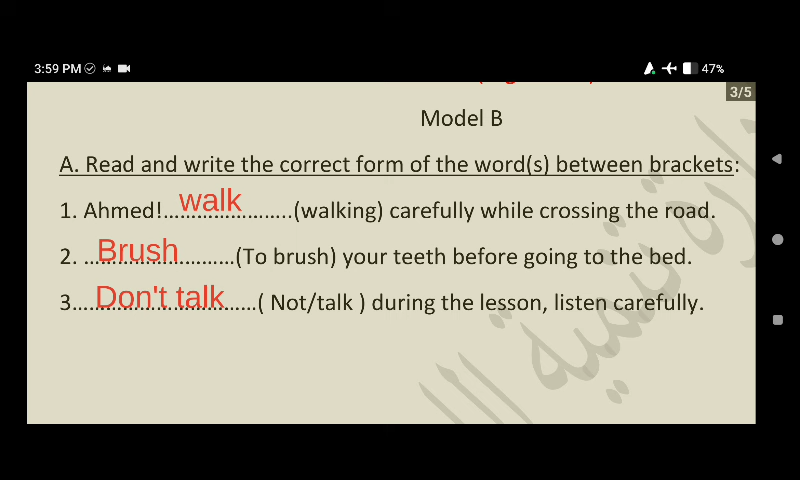 3:59 PM 47%
3/5
Model B
A. Read and write the correct form of the word(s) between brackets:
1. Ahmed!...walk...(walking) carefully while crossing the road.
2. ...Brush...(To brush) your teeth before going to the bed.
3...Don't talk...( Not/talk ) during the lesson, listen carefully.